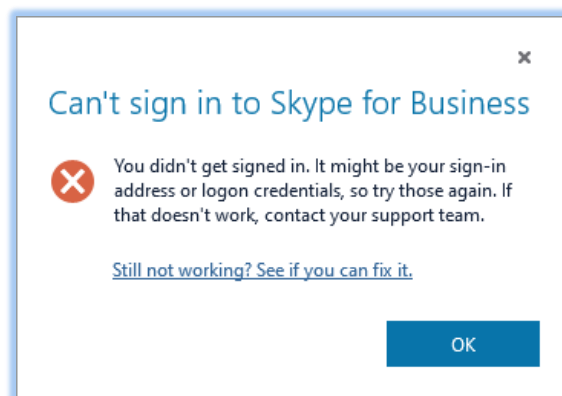 Can't sign in to Skype for Business
You didn't get signed in. It might be your sign-in
address or logon credentials, so try those again. If
that doesn't work, contact your support team.
Still not working? See if you can fix it.
OK